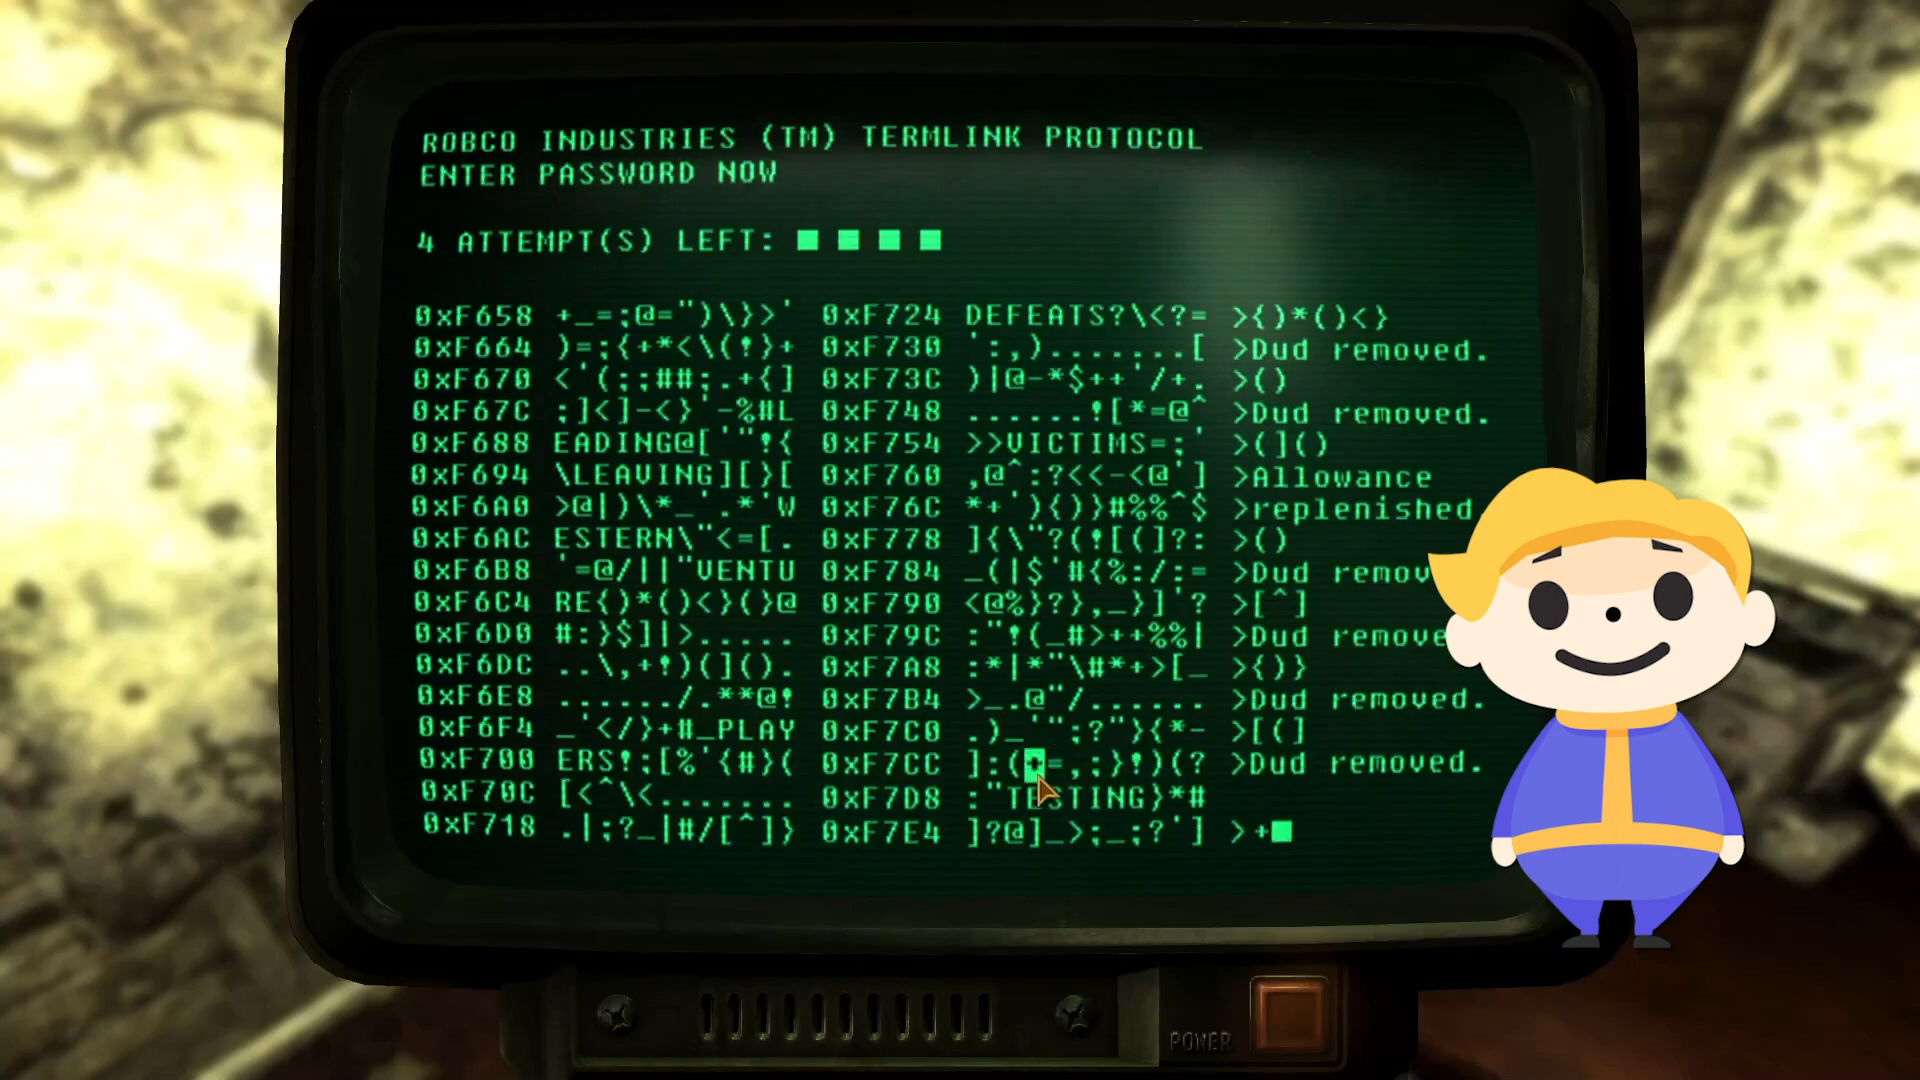 ROBCO INDUSTRIES (TM) TERMLINK PROTOCOL
ENTER PASSWORD NOW
4 ATTEMPT(S) LEFT: ■ ■ ■ ■
0xF658 +_=;@=")\}>' 0xF724 DEFEATS?\<?= >{}*()<}
0xF664 )=;{+*<\(!}+ 0xF730 ':,).......[ >Dud removed.
0xF670 <'(;;##;.+{] 0xF73C )|@-*$++'/+. >()
0xF67C ;]<]-<}'-%#L 0xF748 ......![*=@^ >Dud removed.
0xF688 EADING@['"!{ 0xF754 >>VICTIMS=;' >(]()
0xF694 \LEAVING][}[ 0xF760 ,@^:?<<-<@'] >Allowance
0xF6A0 >@|)\*_'.*'W 0xF76C *+'){)}#%%^$ >replenished
0xF6AC ESTERN\"<=[. 0xF778 ]{\"?(![(]?: >()
0xF6B8 '=@/||"VENTU 0xF784 _(|$'#{%:/:= >Dud remov
0xF6C4 RE{)*()<}(}@ 0xF790 <@%}?},_}]'? >[^]
0xF6D0 #:}$]|>..... 0xF79C :"!(_#>++%%| >Dud remove
0xF6DC ..\,+!)(](). 0xF7A8 :*|*"\#*+>[_ >{)}
0xF6E8 ....../.**@! 0xF7B4 >_.@"/...... >Dud removed.
0xF6F4 _'</}+#_PLAY 0xF7C0 .)_'";?"}{*- >[(]
0xF700 ERS!;[%'{#}( 0xF7CC ]:(+=,;}!)(? >Dud removed.
0xF70C [<^\<....... 0xF7D8 :"TESTING}*#
0xF718 .|;?_|#/[^]} 0xF7E4 ]?@]_>;_;?'] >+■
POWER